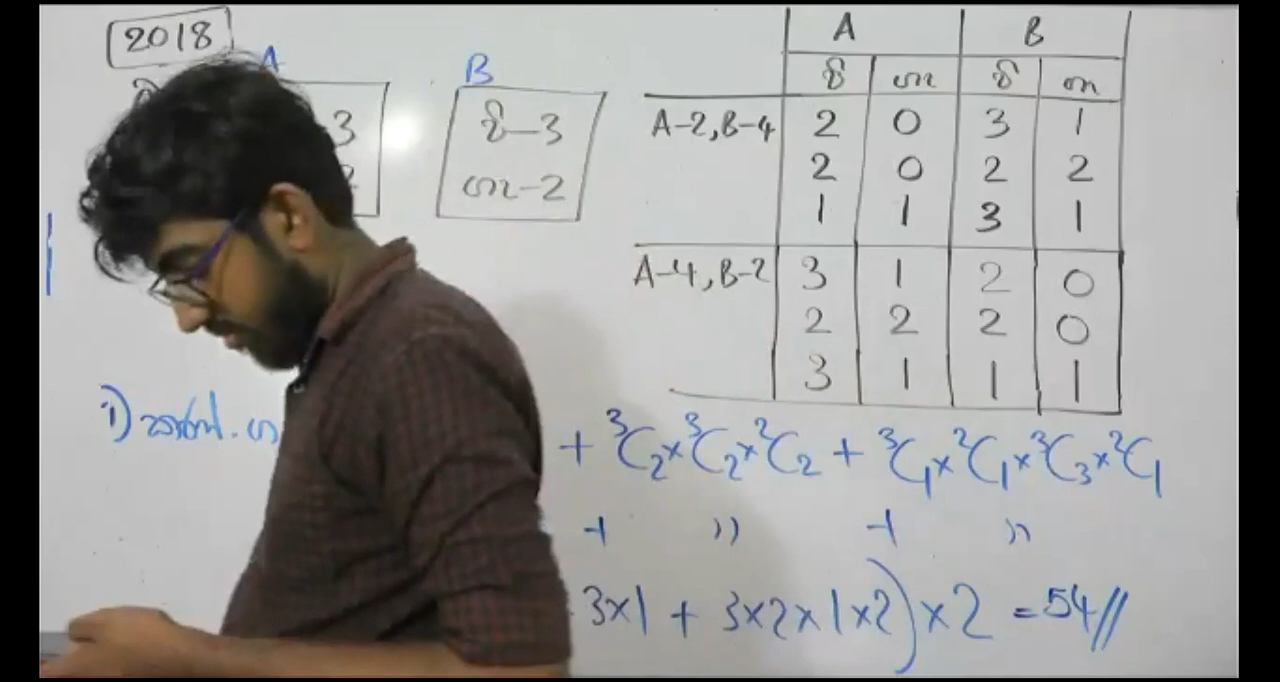 2018
A
B
3
පි-3
ගැ-2
A B
පි ගැ පි ගැ
A-2, B-4 2 0 3 1
2 0 2 2
1 1 3 1
A-4, B-2 3 1 2 0
2 2 2 0
3 1 1 1
i)
+ ³C₂ × ³C₂ × ²C₂ + ³C₁ × ²C₁ × ³C₃ × ²C₁
+ 〃 + 〃
3×1 + 3×2×1×2) × 2 = 54//